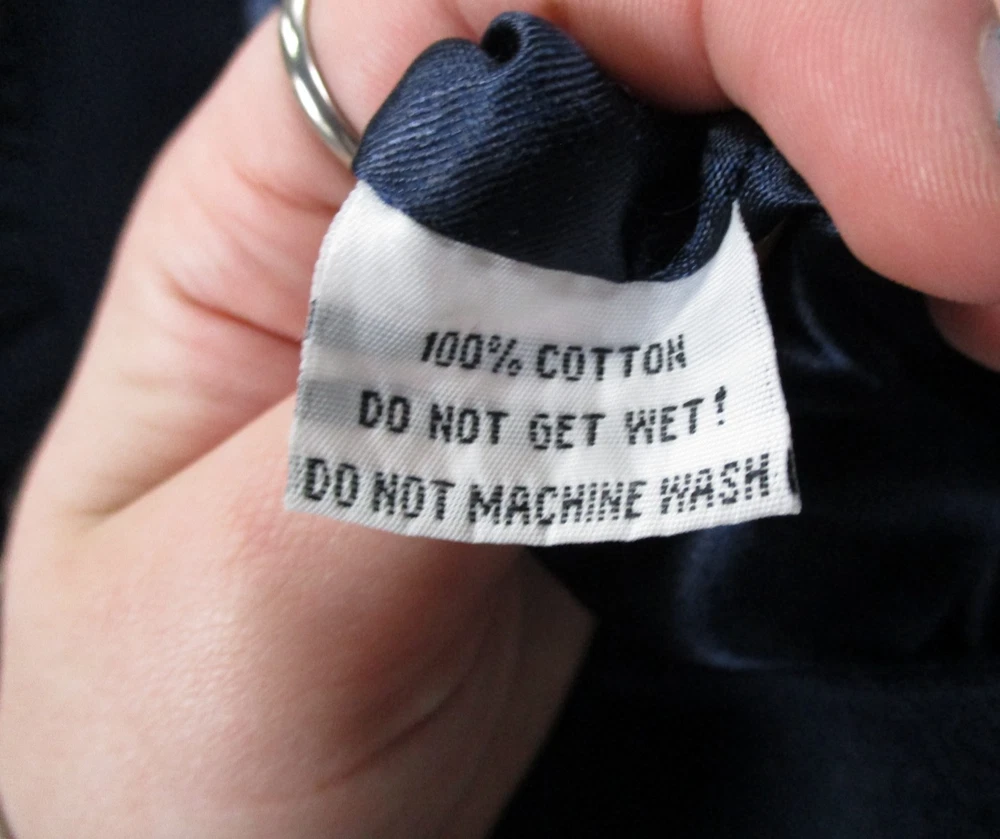 100% COTTON
DO NOT GET WET!
DO NOT MACHINE WASH